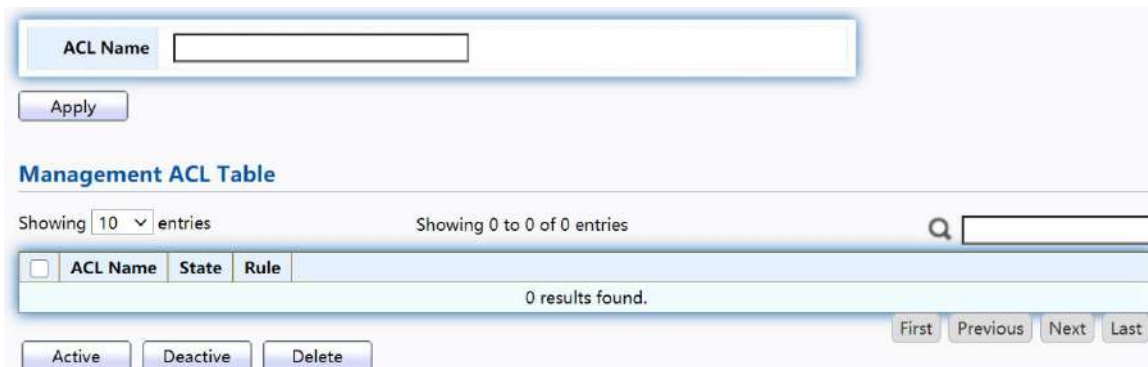 ACL Name
Apply
Management ACL Table
Showing 10 entries Showing 0 to 0 of 0 entries
ACL Name State Rule
0 results found.
First Previous Next Last
Active Deactive Delete